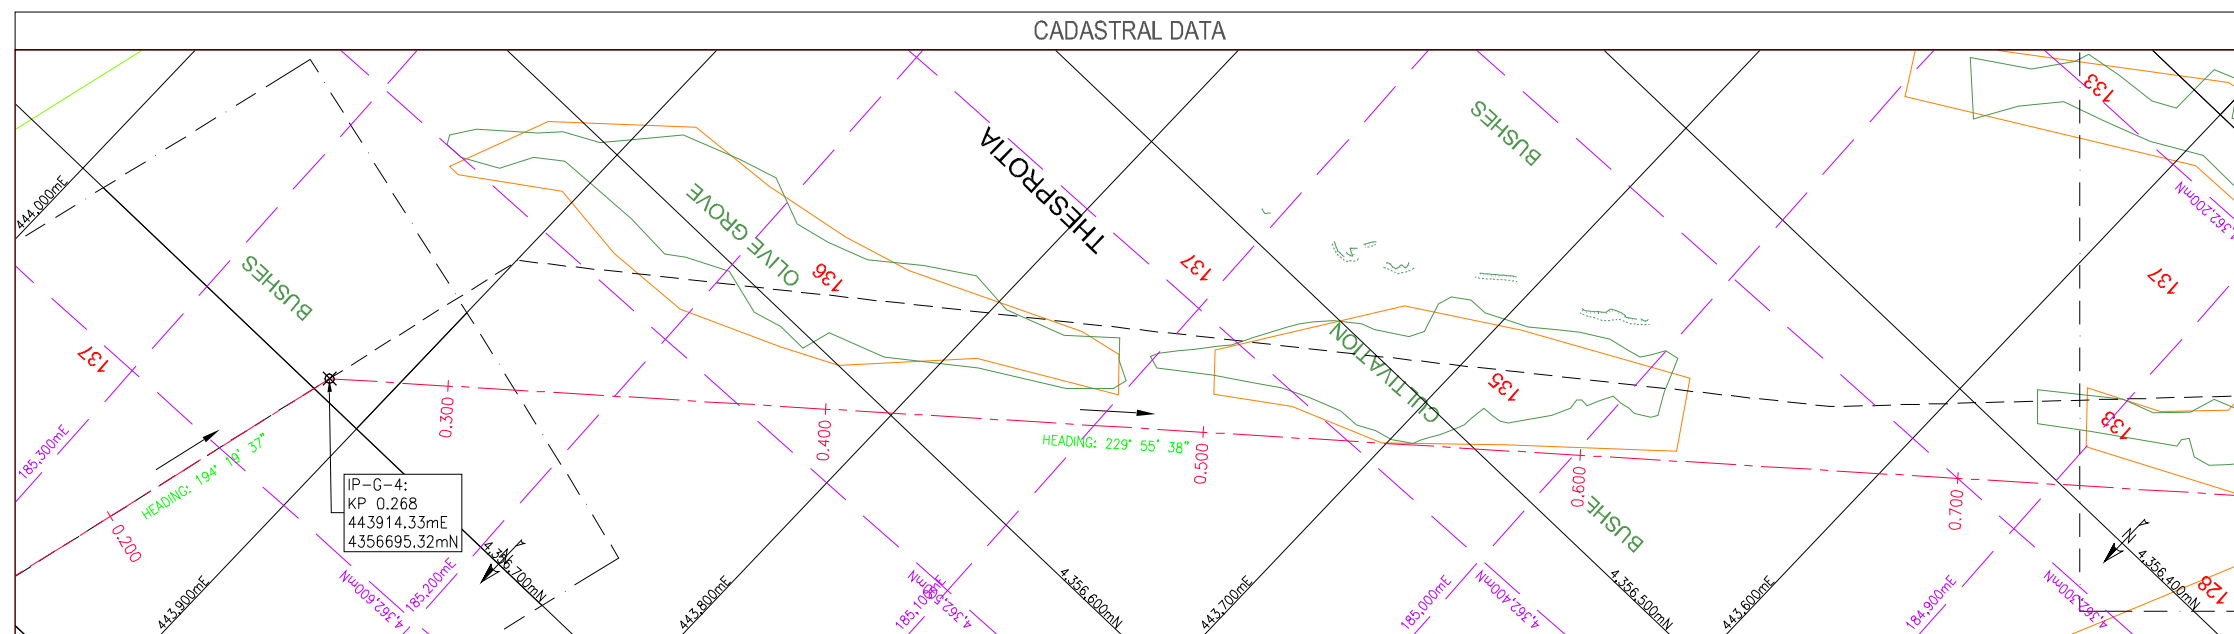 CADASTRAL DATA
133
444,000mE
THESPROTIA
BUSHES
OLIVE GROVE
136
137
BUSHES
137
137
CULTIVATION
135
133
0.300
0.400
0.500
0.600
0.700
0.200
HEADING: 194° 19' 37"
HEADING: 229° 55' 38"
IP-G-4:
KP 0.268
443914.33mE
4356695.32mN
BUSHE
185,300mE
443,900mE
4,362,600mN
185,200mE
4,356,700mN
N
443,800mE
4,356,600mN
443,700mE
185,000mE
4,362,400mN
4,356,500mN
443,600mE
184,900mE
4,362,300mN
N
4,356,400mN
128